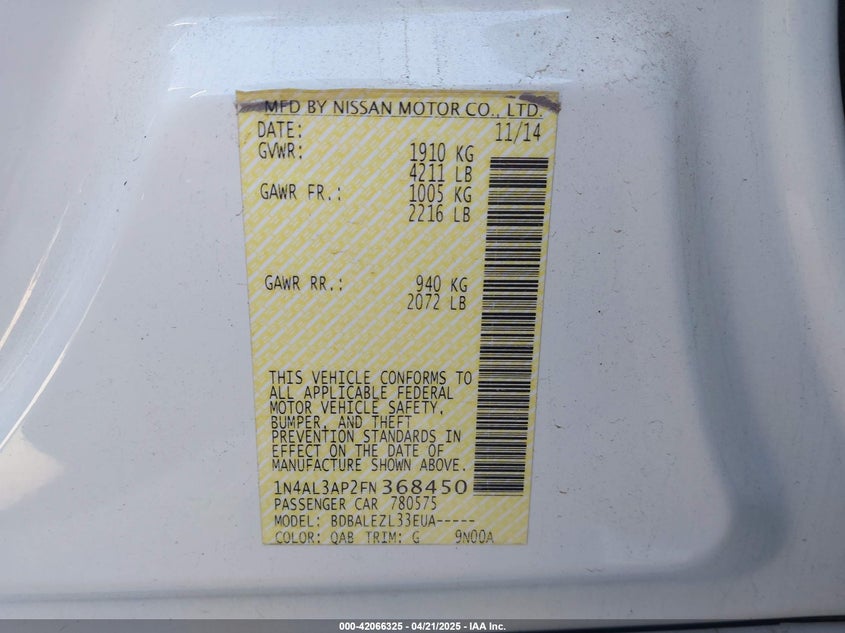 MFD BY NISSAN MOTOR CO., LTD.
DATE: 11/14
GVWR: 1910 KG
4211 LB
GAWR FR.: 1005 KG
2216 LB
GAWR RR.: 940 KG
2072 LB
THIS VEHICLE CONFORMS TO
ALL APPLICABLE FEDERAL
MOTOR VEHICLE SAFETY,
BUMPER, AND THEFT
PREVENTION STANDARDS IN
EFFECT ON THE DATE OF
MANUFACTURE SHOWN ABOVE.
1N4AL3AP2FN368450
PASSENGER CAR 780575
MODEL: BDBALEZL33EUA-----
COLOR: QAB TRIM: G 9N00A
000-42066325 | 04/21/2025 - IAA Inc.